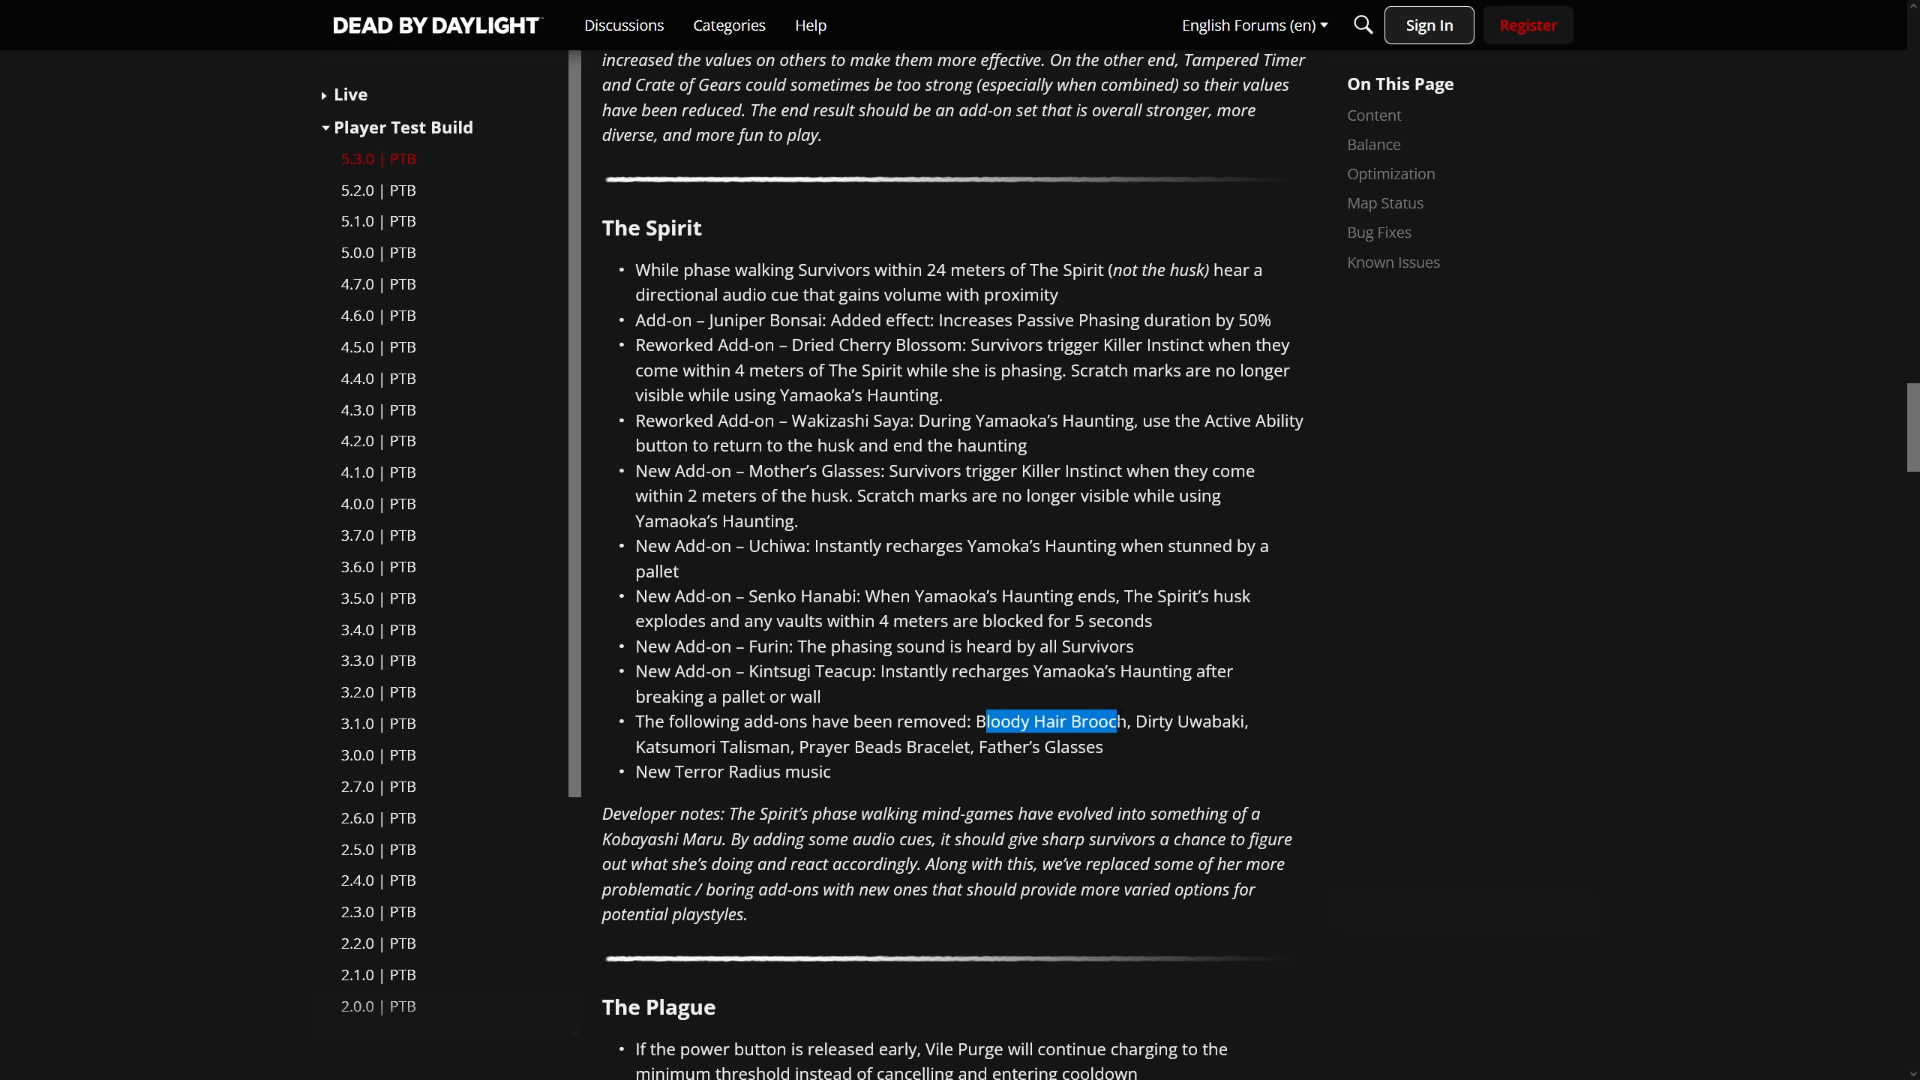 DEAD BY DAYLIGHT
Discussions
Categories
Help
English Forums (en)
Sign In
Register
Live
Player Test Build
5.3.0 | PTB
5.2.0 | PTB
5.1.0 | PTB
5.0.0 | PTB
4.7.0 | PTB
4.6.0 | PTB
4.5.0 | PTB
4.4.0 | PTB
4.3.0 | PTB
4.2.0 | PTB
4.1.0 | PTB
4.0.0 | PTB
3.7.0 | PTB
3.6.0 | PTB
3.5.0 | PTB
3.4.0 | PTB
3.3.0 | PTB
3.2.0 | PTB
3.1.0 | PTB
3.0.0 | PTB
2.7.0 | PTB
2.6.0 | PTB
2.5.0 | PTB
2.4.0 | PTB
2.3.0 | PTB
2.2.0 | PTB
2.1.0 | PTB
2.0.0 | PTB
increased the values on others to make them more effective. On the other end, Tampered Timer
and Crate of Gears could sometimes be too strong (especially when combined) so their values
have been reduced. The end result should be an add-on set that is overall stronger, more
diverse, and more fun to play.
The Spirit
• While phase walking Survivors within 24 meters of The Spirit (not the husk) hear a
directional audio cue that gains volume with proximity
• Add-on – Juniper Bonsai: Added effect: Increases Passive Phasing duration by 50%
• Reworked Add-on – Dried Cherry Blossom: Survivors trigger Killer Instinct when they
come within 4 meters of The Spirit while she is phasing. Scratch marks are no longer
visible while using Yamaoka's Haunting.
• Reworked Add-on – Wakizashi Saya: During Yamaoka's Haunting, use the Active Ability
button to return to the husk and end the haunting
• New Add-on – Mother's Glasses: Survivors trigger Killer Instinct when they come
within 2 meters of the husk. Scratch marks are no longer visible while using
Yamaoka's Haunting.
• New Add-on – Uchiwa: Instantly recharges Yamoka's Haunting when stunned by a
pallet
• New Add-on – Senko Hanabi: When Yamaoka's Haunting ends, The Spirit's husk
explodes and any vaults within 4 meters are blocked for 5 seconds
• New Add-on – Furin: The phasing sound is heard by all Survivors
• New Add-on – Kintsugi Teacup: Instantly recharges Yamaoka's Haunting after
breaking a pallet or wall
• The following add-ons have been removed: Bloody Hair Brooch, Dirty Uwabaki,
Katsumori Talisman, Prayer Beads Bracelet, Father's Glasses
• New Terror Radius music
Developer notes: The Spirit's phase walking mind-games have evolved into something of a
Kobayashi Maru. By adding some audio cues, it should give sharp survivors a chance to figure
out what she's doing and react accordingly. Along with this, we've replaced some of her more
problematic / boring add-ons with new ones that should provide more varied options for
potential playstyles.
The Plague
• If the power button is released early, Vile Purge will continue charging to the
minimum threshold instead of cancelling and entering cooldown
On This Page
Content
Balance
Optimization
Map Status
Bug Fixes
Known Issues